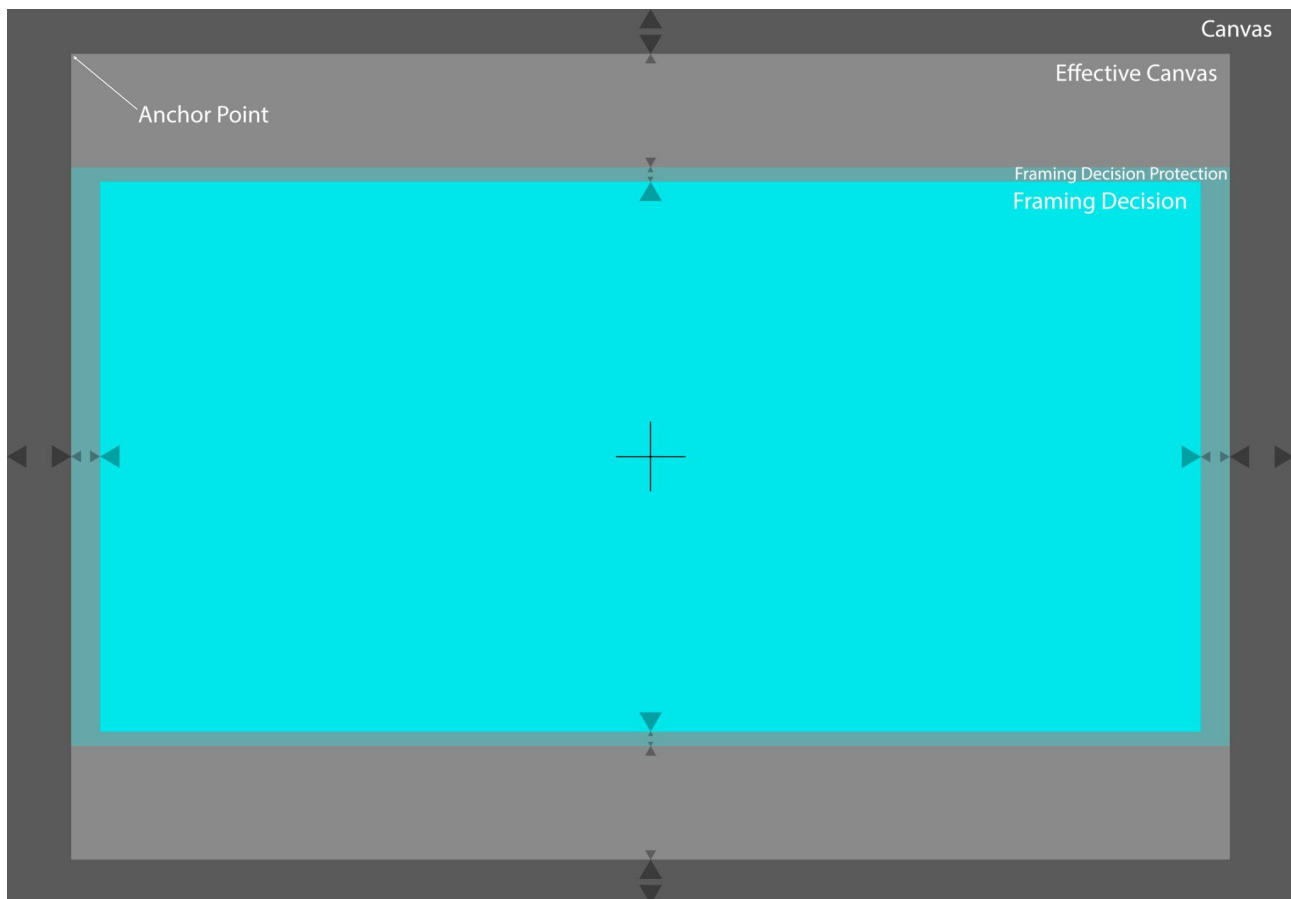 Canvas
Effective Canvas
Anchor Point
Framing Decision Protection
Framing Decision